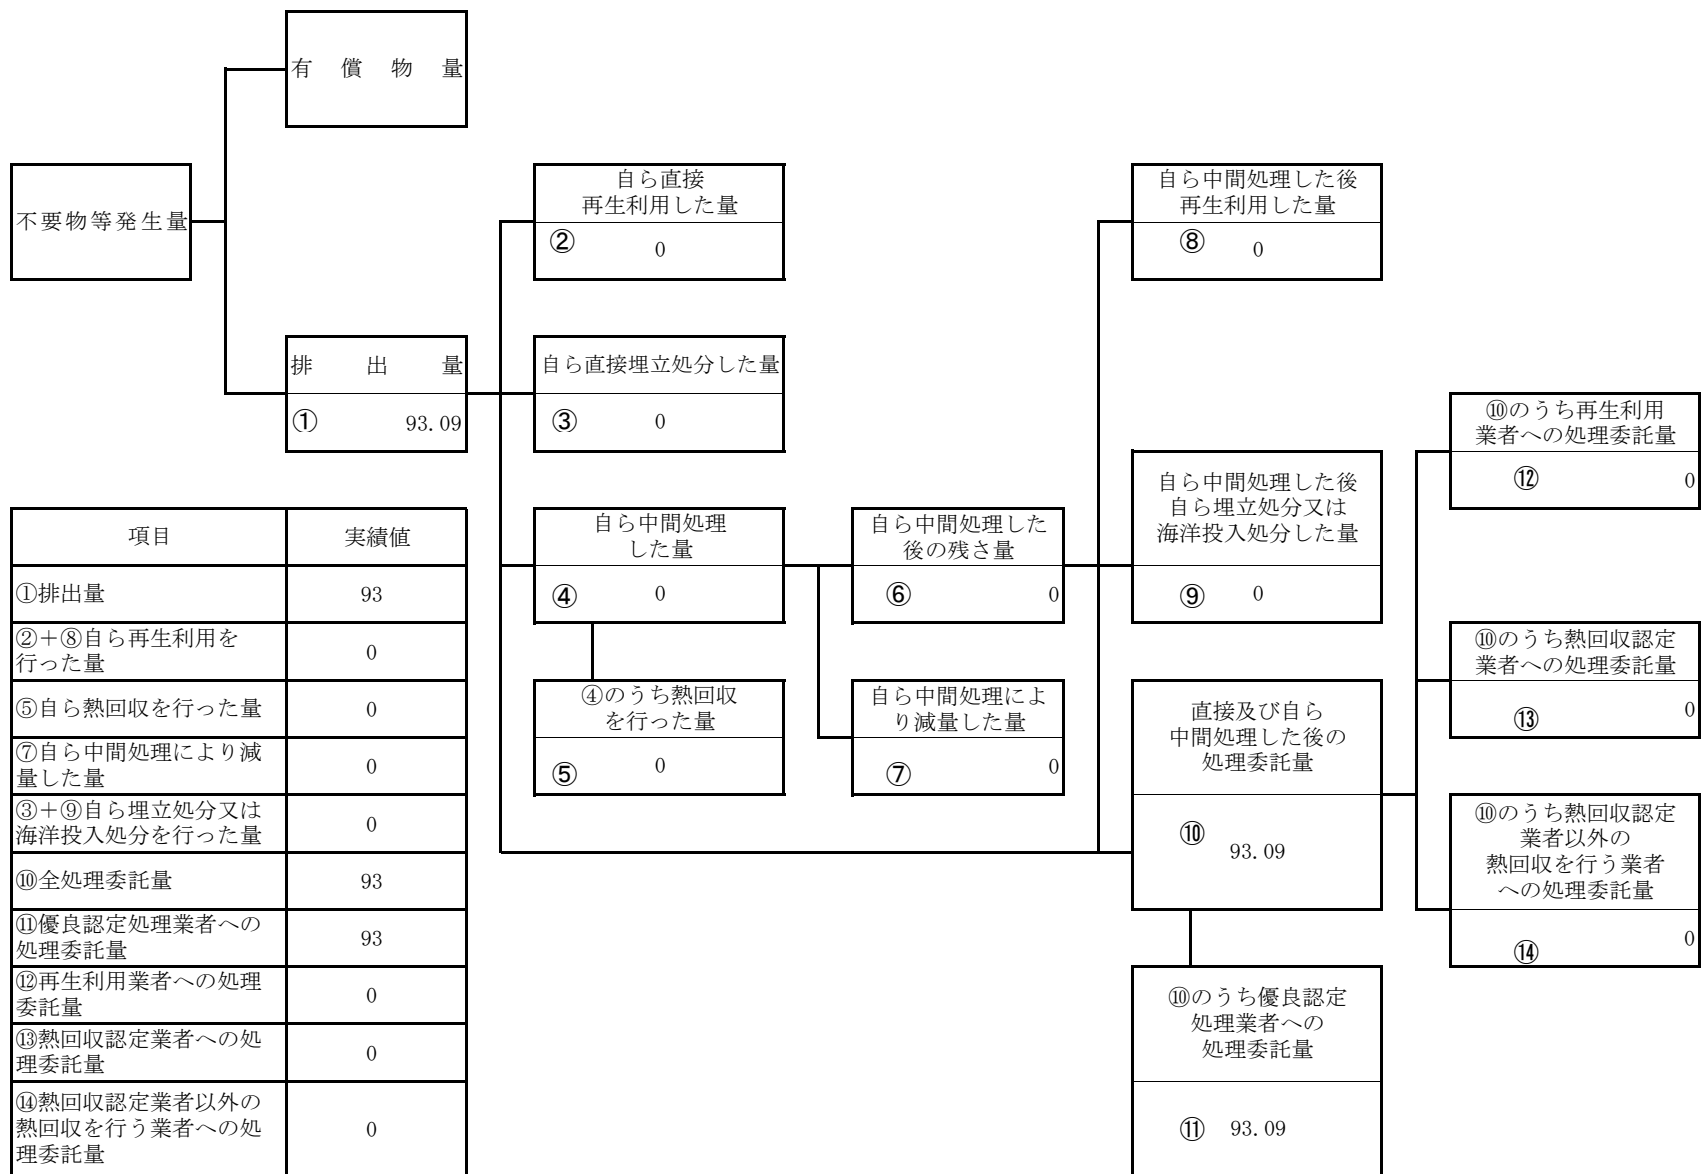 有償物量
不要物等発生量
排出量
① 93.09
自ら直接
再生利用した量
② 0
自ら直接埋立処分した量
③ 0
自ら中間処理
した量
④ 0
④のうち熱回収
を行った量
⑤ 0
自ら中間処理した
後の残さ量
⑥ 0
自ら中間処理によ
り減量した量
⑦ 0
自ら中間処理した後
再生利用した量
⑧ 0
自ら中間処理した後
自ら埋立処分又は
海洋投入処分した量
⑨ 0
直接及び自ら
中間処理した後の
処理委託量
⑩
93.09
⑩のうち優良認定
処理業者への
処理委託量
⑪ 93.09
⑩のうち再生利用
業者への処理委託量
⑫ 0
⑩のうち熱回収認定
業者への処理委託量
⑬ 0
⑩のうち熱回収認定
業者以外の
熱回収を行う業者
への処理委託量
⑭ 0
項目 実績値
①排出量 93
②+⑧自ら再生利用を
行った量 0
⑤自ら熱回収を行った量 0
⑦自ら中間処理により減
量した量 0
③+⑨自ら埋立処分又は
海洋投入処分を行った量 0
⑩全処理委託量 93
⑪優良認定処理業者への
処理委託量 93
⑫再生利用業者への処理
委託量 0
⑬熱回収認定業者への処
理委託量 0
⑭熱回収認定業者以外の
熱回収を行う業者への処 0
理委託量